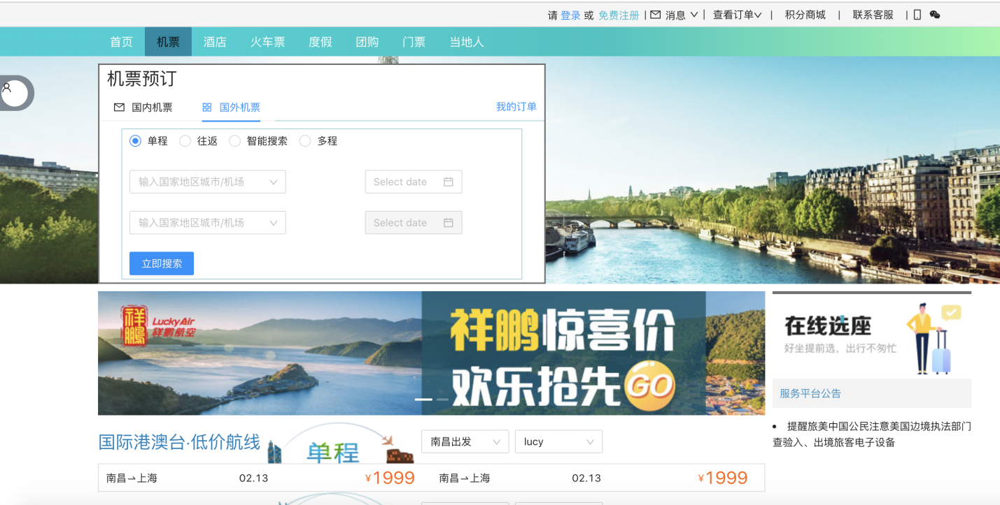 请 登录 或 免费注册 | 消息 | 查看订单 | 积分商城 | 联系客服 |
首页 机票 酒店 火车票 度假 团购 门票 当地人
机票预订
国内机票 国外机票 我的订单
单程 往返 智能搜索 多程
输入国家地区城市/机场 Select date
输入国家地区城市/机场 Select date
立即搜索
祥鹏
LuckyAir
祥鹏航空
祥鹏惊喜价
欢乐抢先GO
在线选座
好坐提前选，出行不匆忙
服务平台公告
• 提醒旅美中国公民注意美国边境执法部门
查验入、出境旅客电子设备
国际港澳台·低价航线 单程 南昌出发 lucy
南昌⇀上海 02.13 ¥1999 南昌⇀上海 02.13 ¥1999